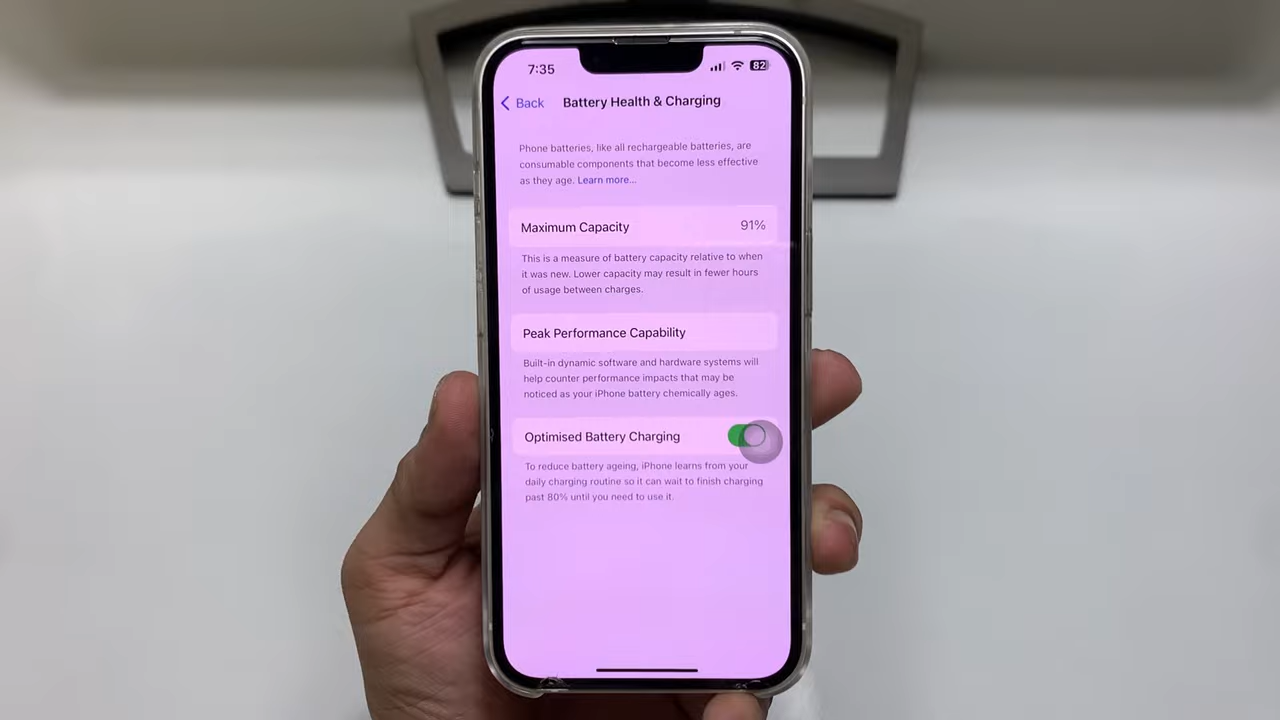 7:35
82
Back
Battery Health & Charging
Phone batteries, like all rechargeable batteries, are
consumable components that become less effective
as they age. Learn more...
Maximum Capacity 91%
This is a measure of battery capacity relative to when
it was new. Lower capacity may result in fewer hours
of usage between charges.
Peak Performance Capability
Built-in dynamic software and hardware systems will
help counter performance impacts that may be
noticed as your iPhone battery chemically ages.
Optimised Battery Charging
To reduce battery ageing, iPhone learns from your
daily charging routine so it can wait to finish charging
past 80% until you need to use it.